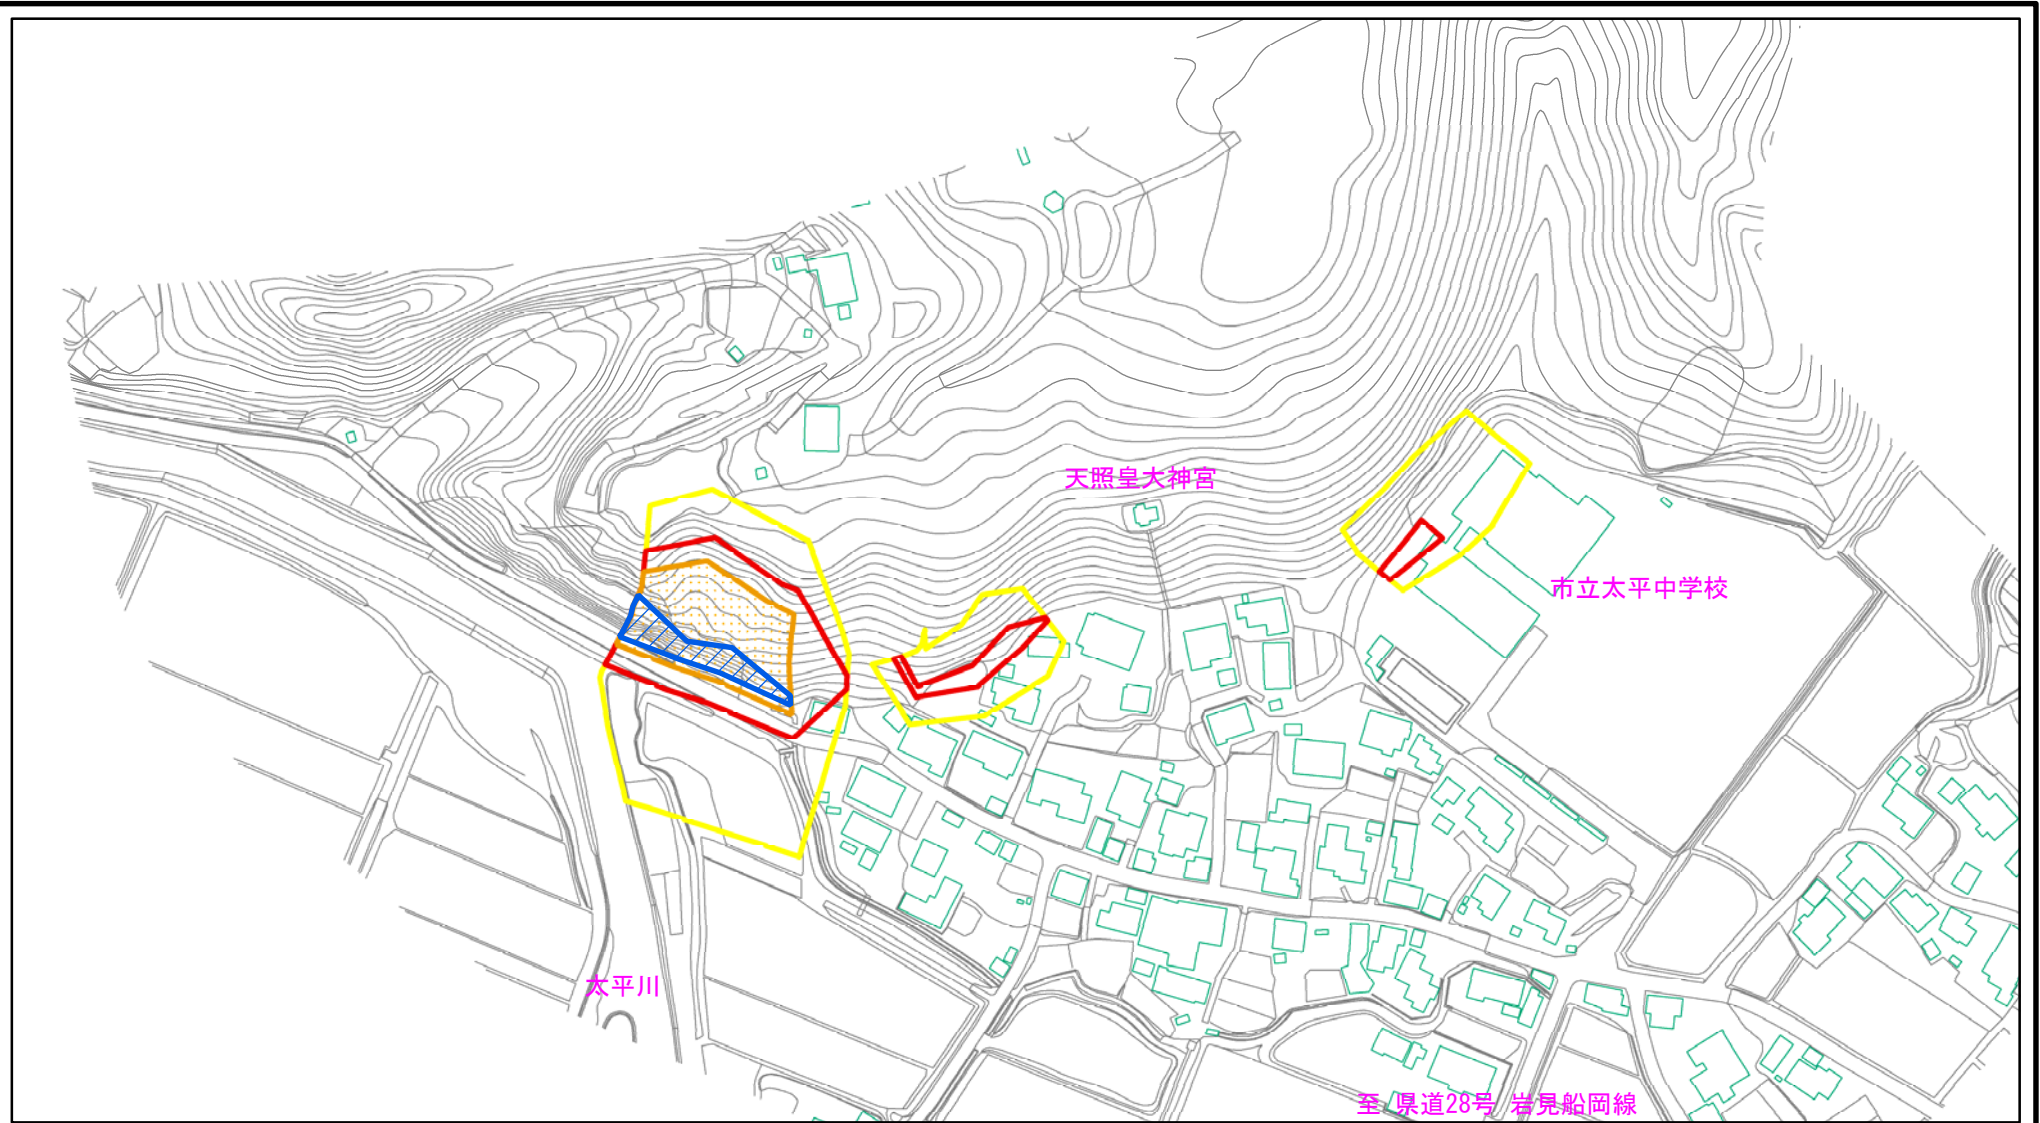 天照皇大神宮
市立太平中学校
太平川
至 県道28号 岩見船岡線